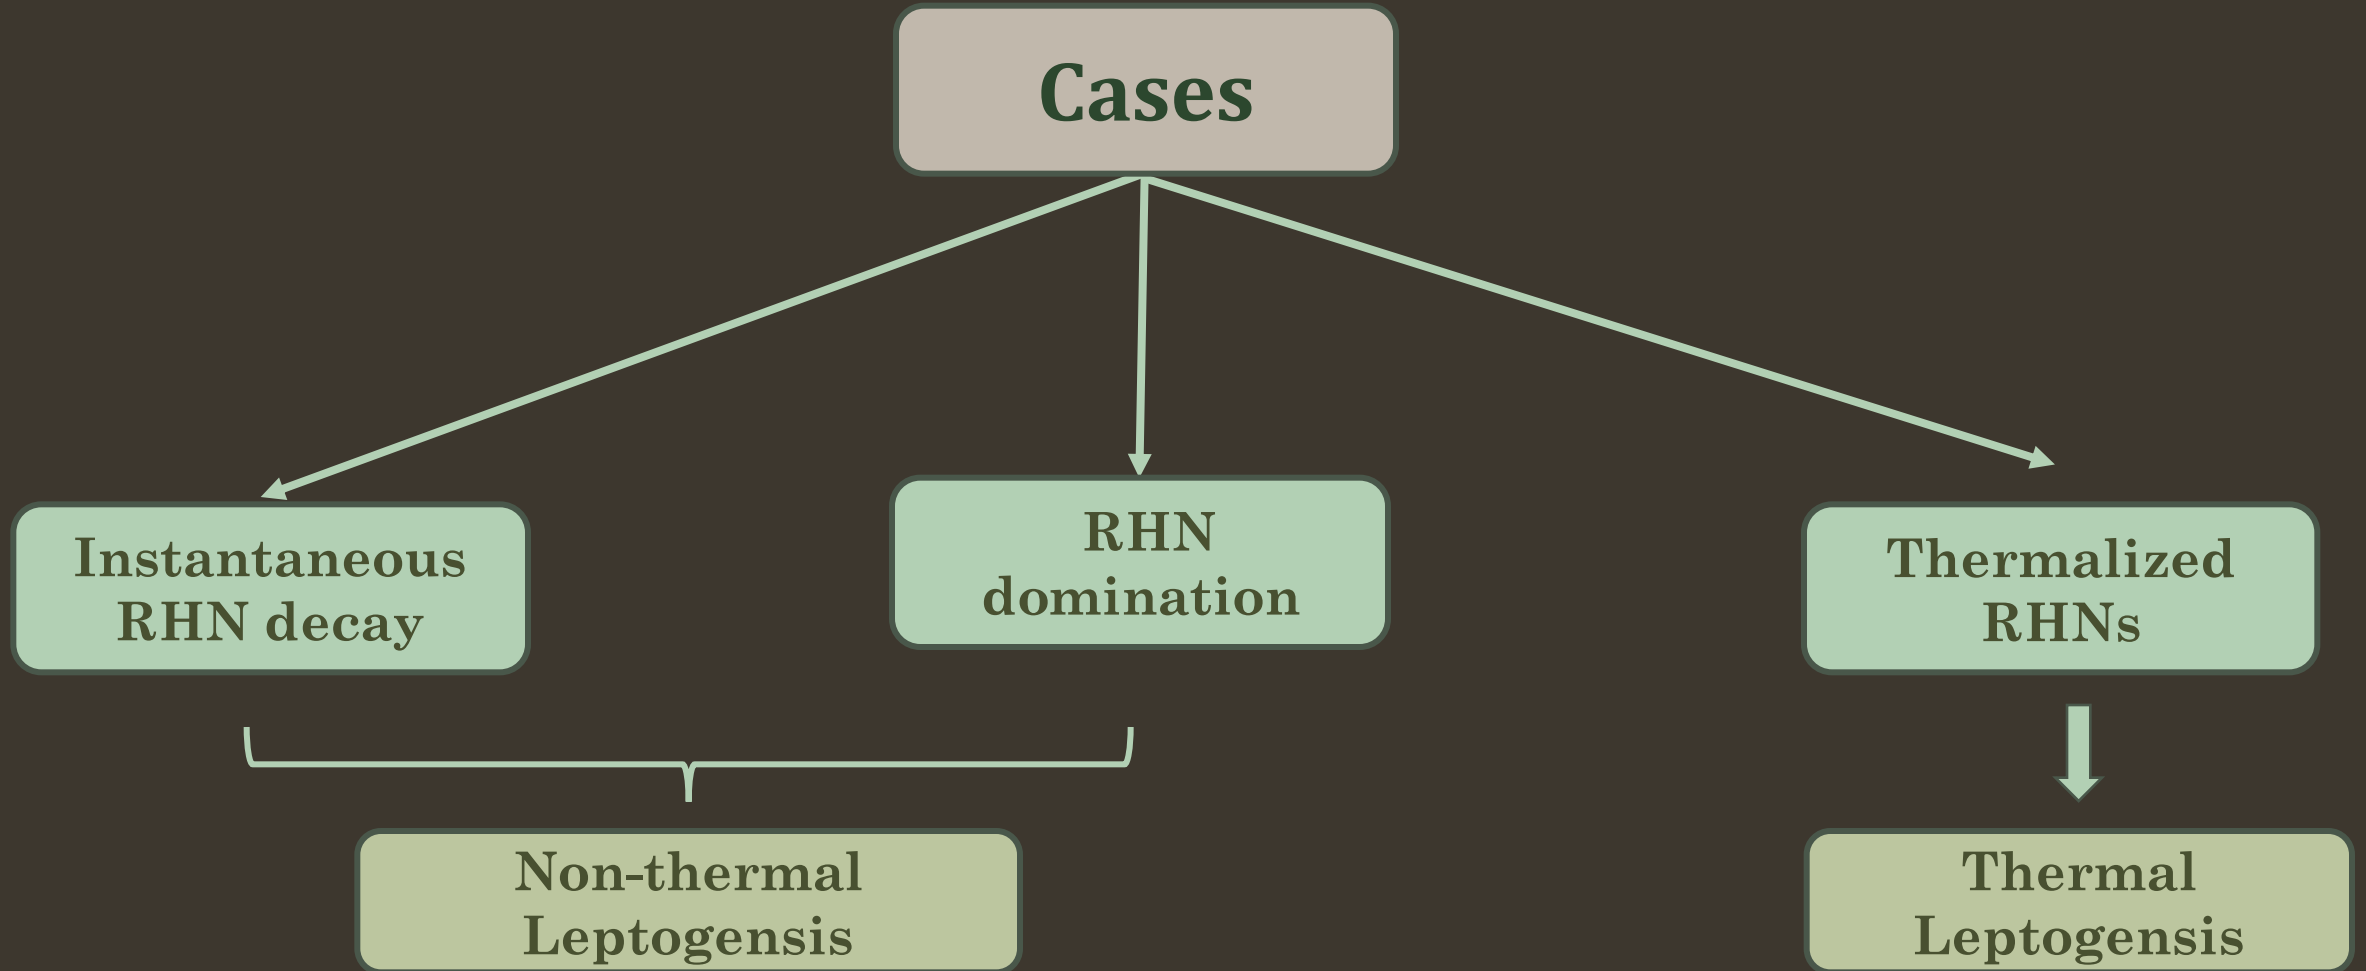 Cases
Instantaneous
RHN decay
RHN
domination
Thermalized
RHNs
Non-thermal
Leptogensis
Thermal
Leptogensis